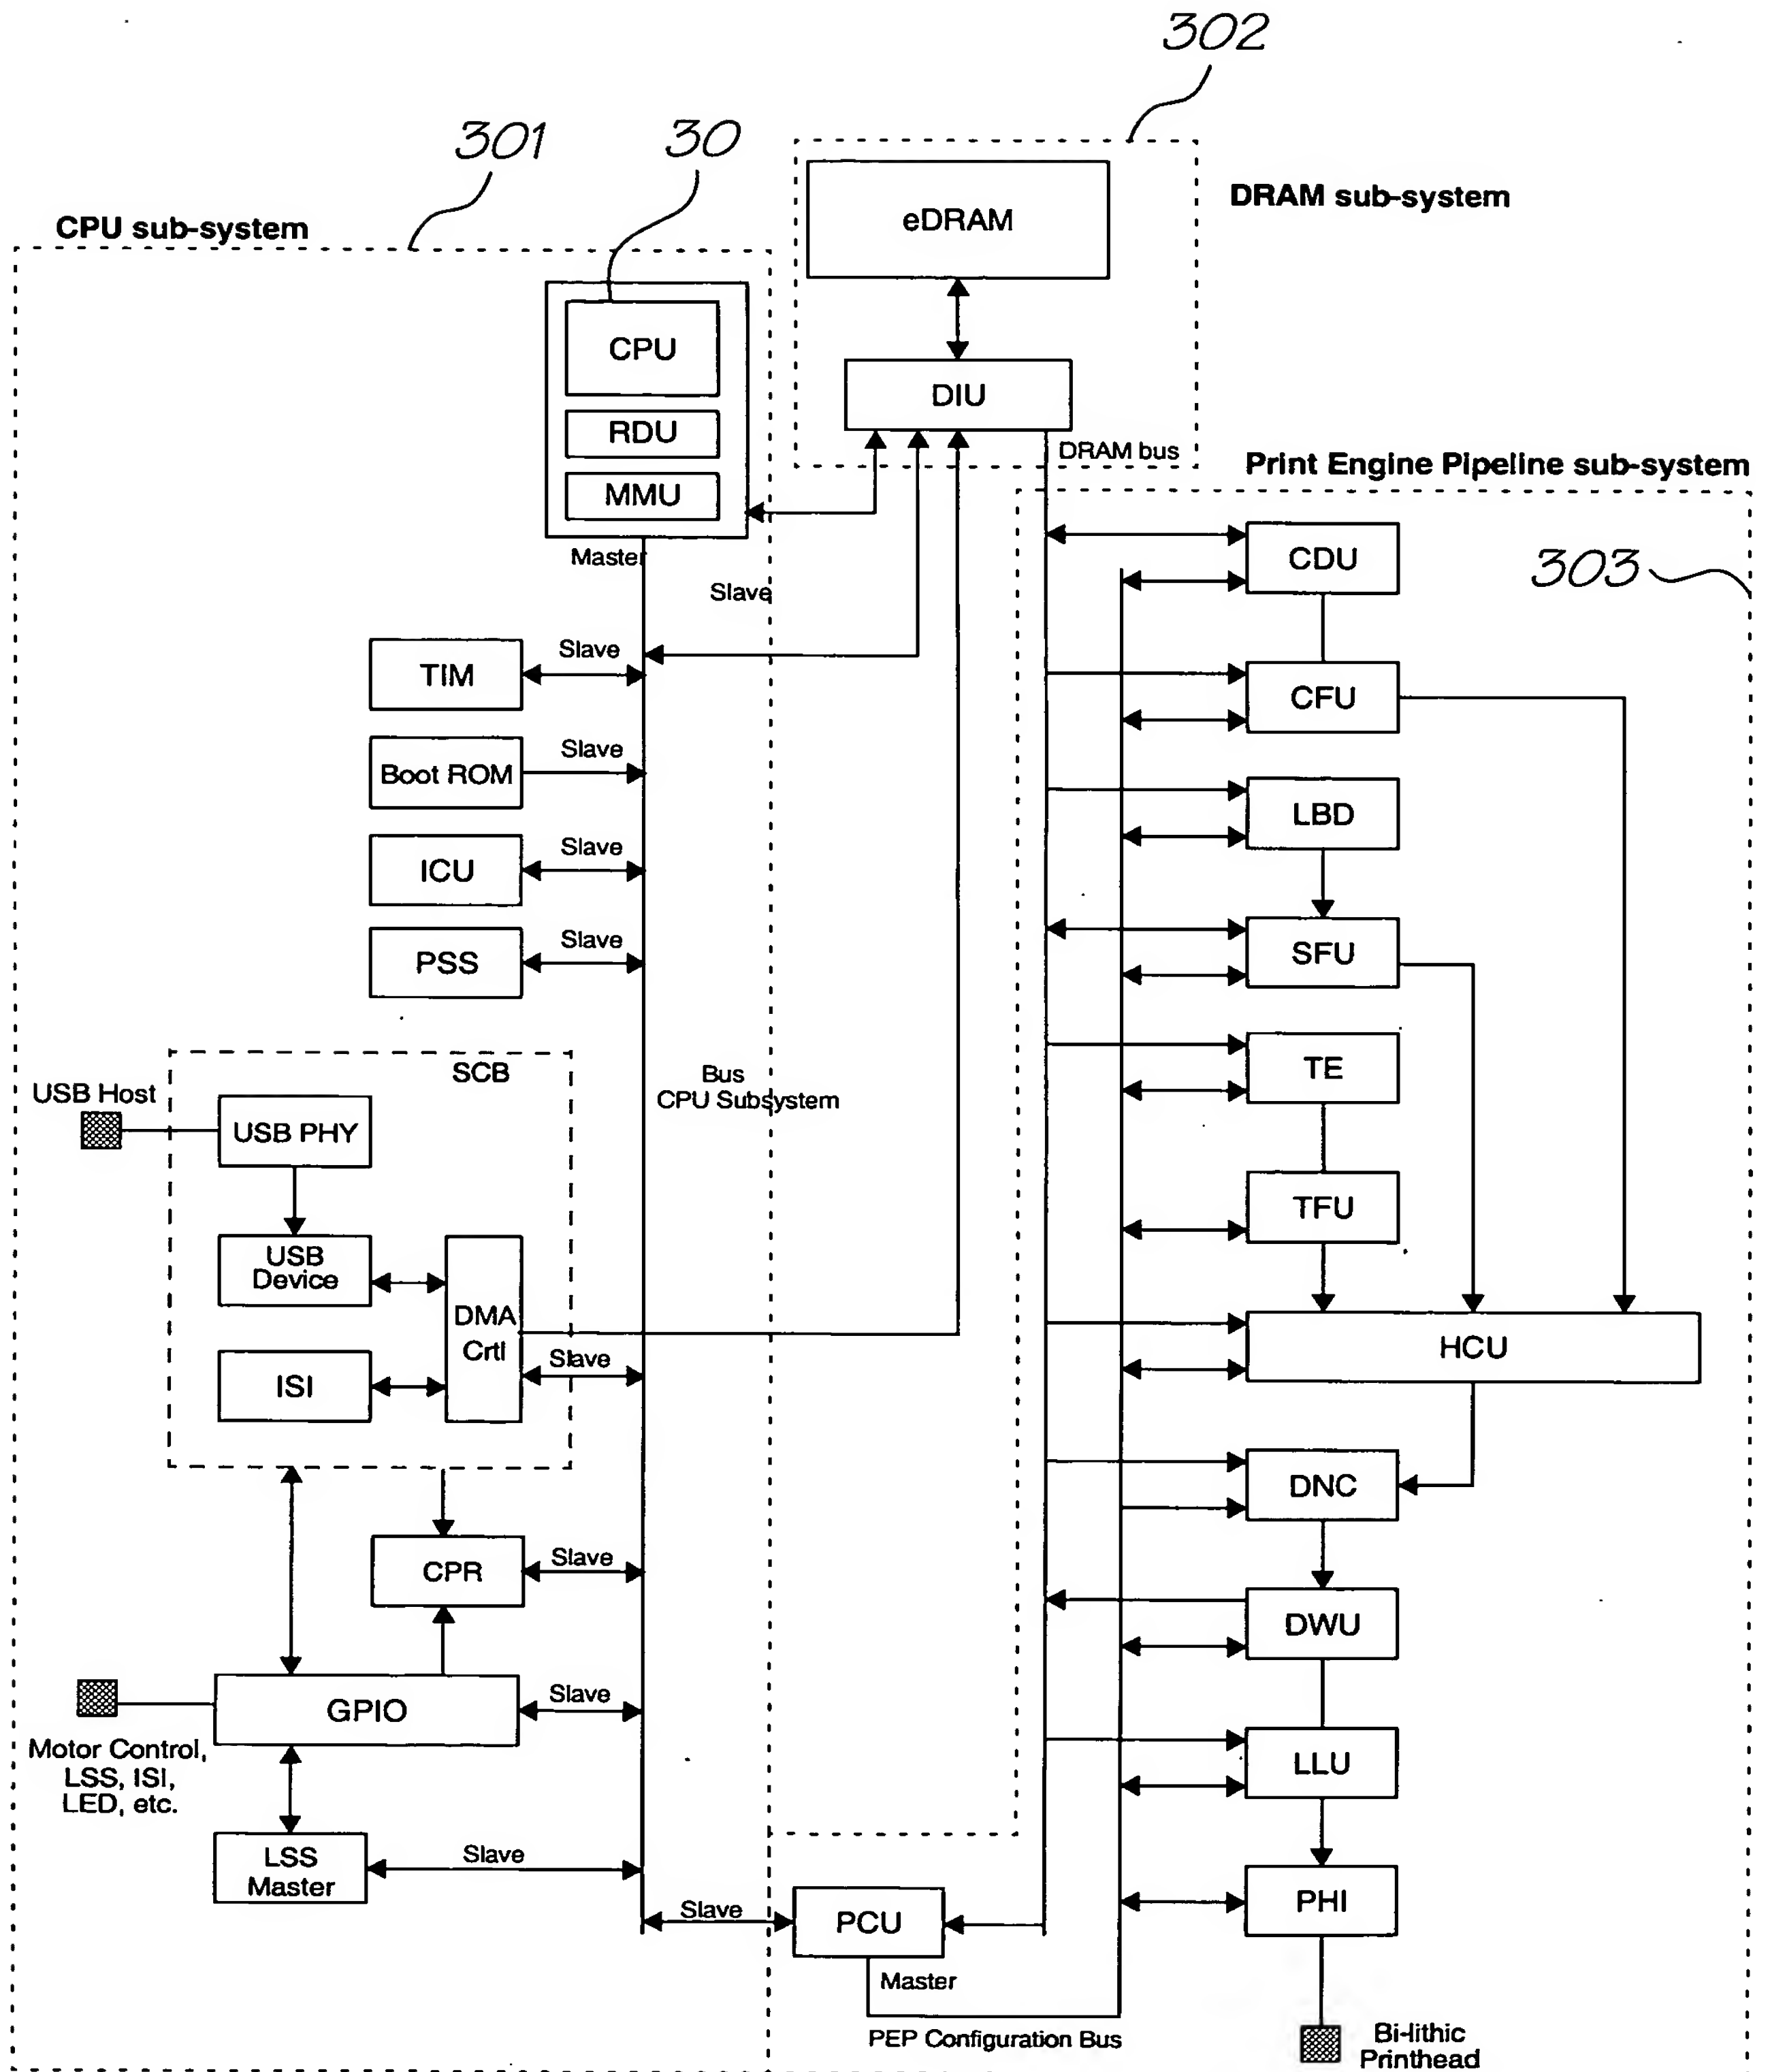 302
301
30
DRAM sub-system
CPU sub-system
eDRAM
CPU
DIU
RDU
DRAM bus
MMU
Print Engine Pipeline sub-system
Master
CDU
303
Slave
Slave
TIM
CFU
Slave
Boot ROM
LBD
Slave
ICU
Slave
PSS
SFU
SCB
Bus
CPU Subsystem
TE
USB Host
USB PHY
TFU
USB
Device
DMA
Crtl
HCU
Slave
ISI
DNC
Slave
CPR
DWU
Slave
GPIO
Motor Control,
LSS, ISI,
LED, etc.
LLU
LSS
Master
Slave
Slave
PCU
PHI
Master
PEP Configuration Bus
Bi-lithic
Printhead